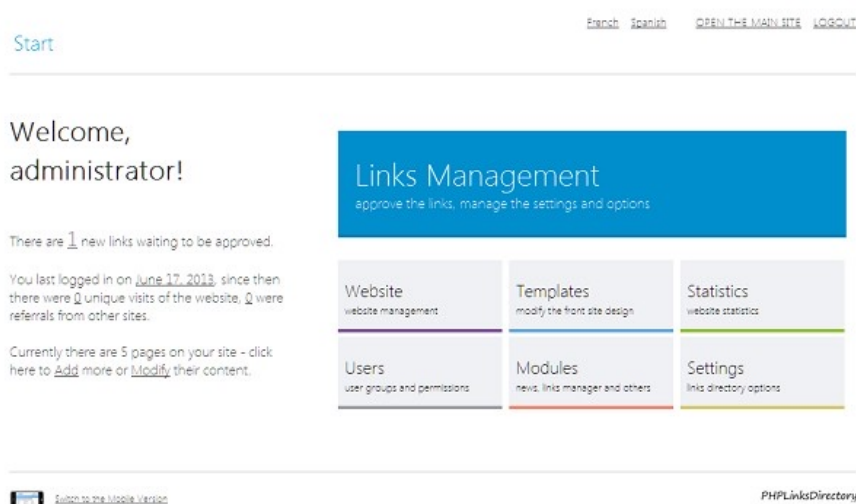 French Spanish OPEN THE MAIN SITE LOGOUT
Start
Welcome,
administrator!
There are 1 new links waiting to be approved.
You last logged in on June 17, 2013, since then
there were 0 unique visits of the website, 0 were
referrals from other sites.
Currently there are 5 pages on your site - click
here to Add more or Modify their content.
Links Management
approve the links, manage the settings and options
Website
website management
Templates
modify the front site design
Statistics
website statistics
Users
user groups and permissions
Modules
news, links manager and others
Settings
links directory options
Switch to the Mobile Version
PHPLinksDirectory